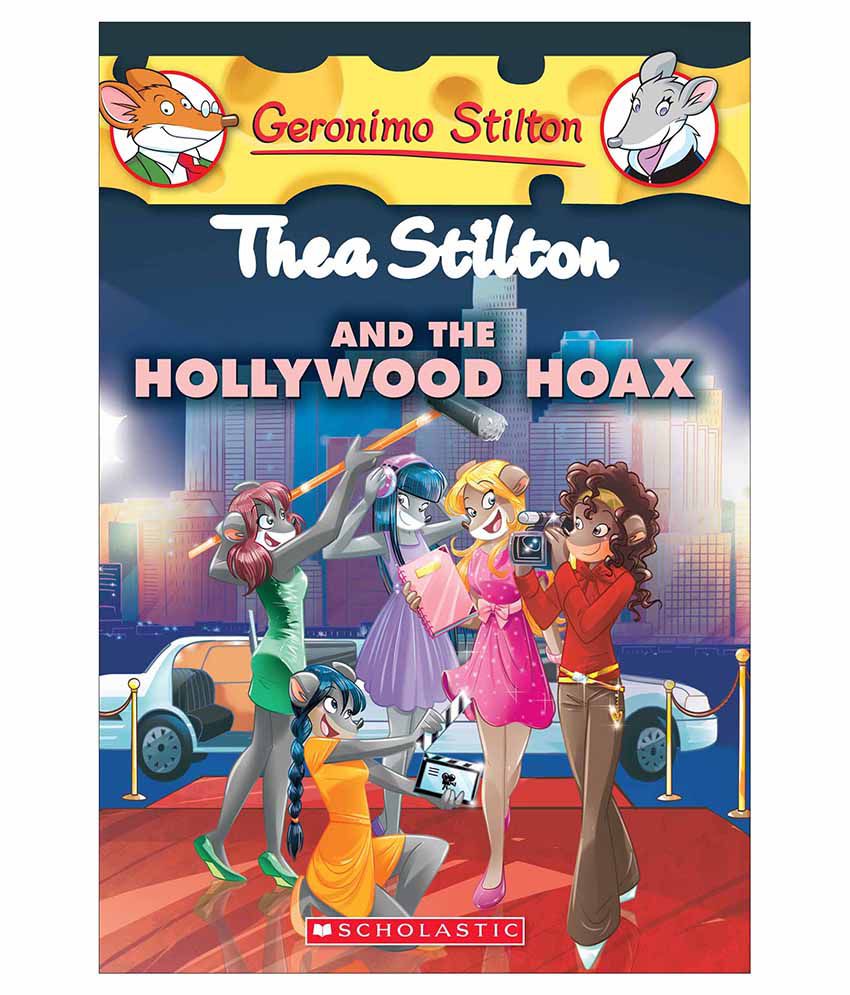 Geronimo Stilton
Thea Stilton
AND THE
HOLLYWOOD HOAX
SCHOLASTIC